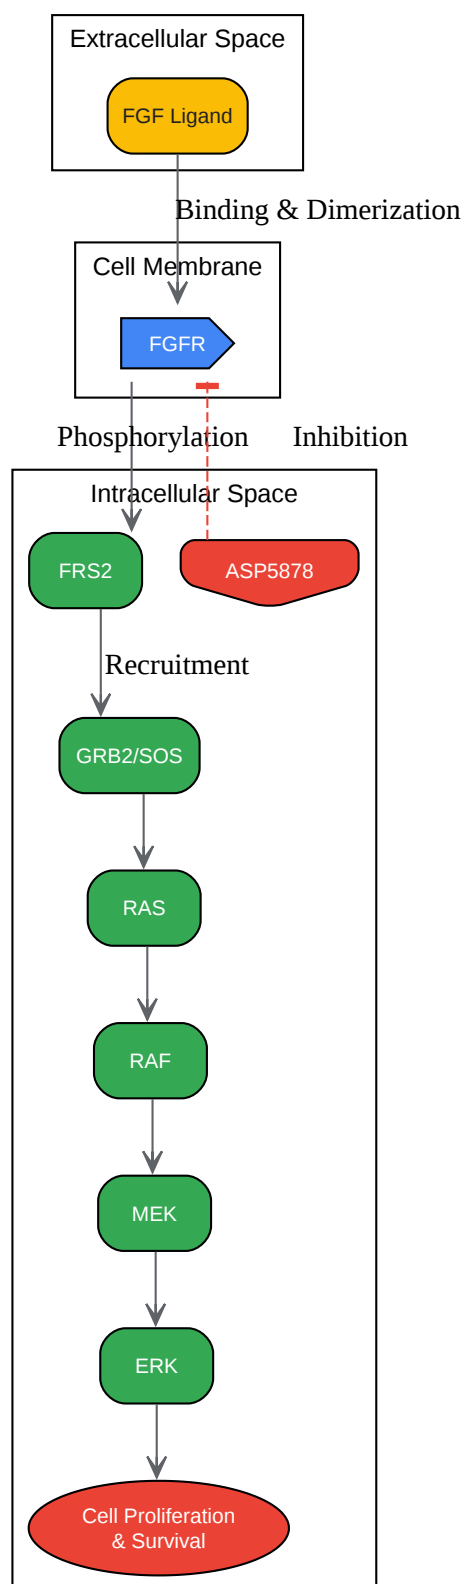 Extracellular Space
FGF Ligand
Binding & Dimerization
Cell Membrane
FGFR
Phosphorylation
Inhibition
Intracellular Space
FRS2
ASP5878
Recruitment
GRB2/SOS
RAS
RAF
MEK
ERK
Cell Proliferation
& Survival